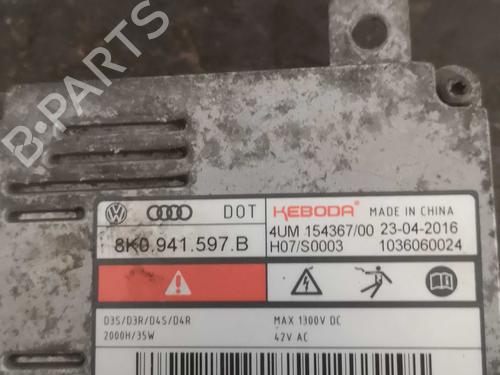 B-PARTS
DOT
KEBODA
MADE IN CHINA
8K0.941.597.B
4UM 154367/00 23-04-2016
H07/S0003 1036060024
D3S/D3R/D4S/D4R
2000H/35W
MAX 1300V DC
42V AC